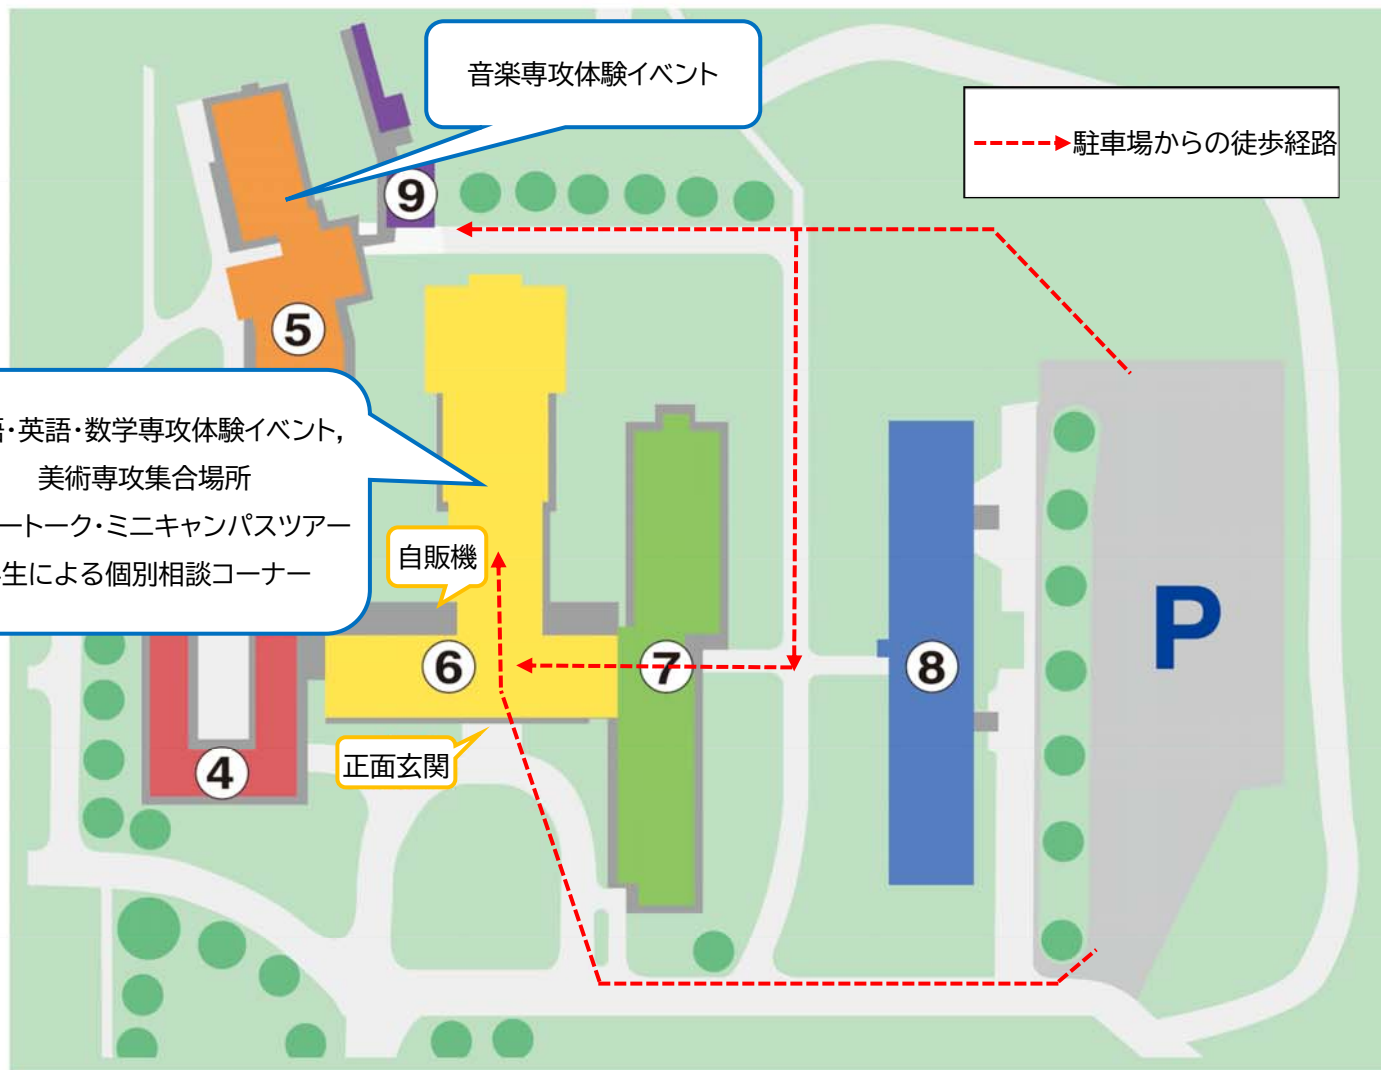 音楽専攻体験イベント
駐車場からの徒歩経路
⑨
⑤
語・英語・数学専攻体験イベント,
美術専攻集合場所
ートーク・ミニキャンパスツアー
生による個別相談コーナー
自販機
P
⑥
⑦
⑧
正面玄関
④